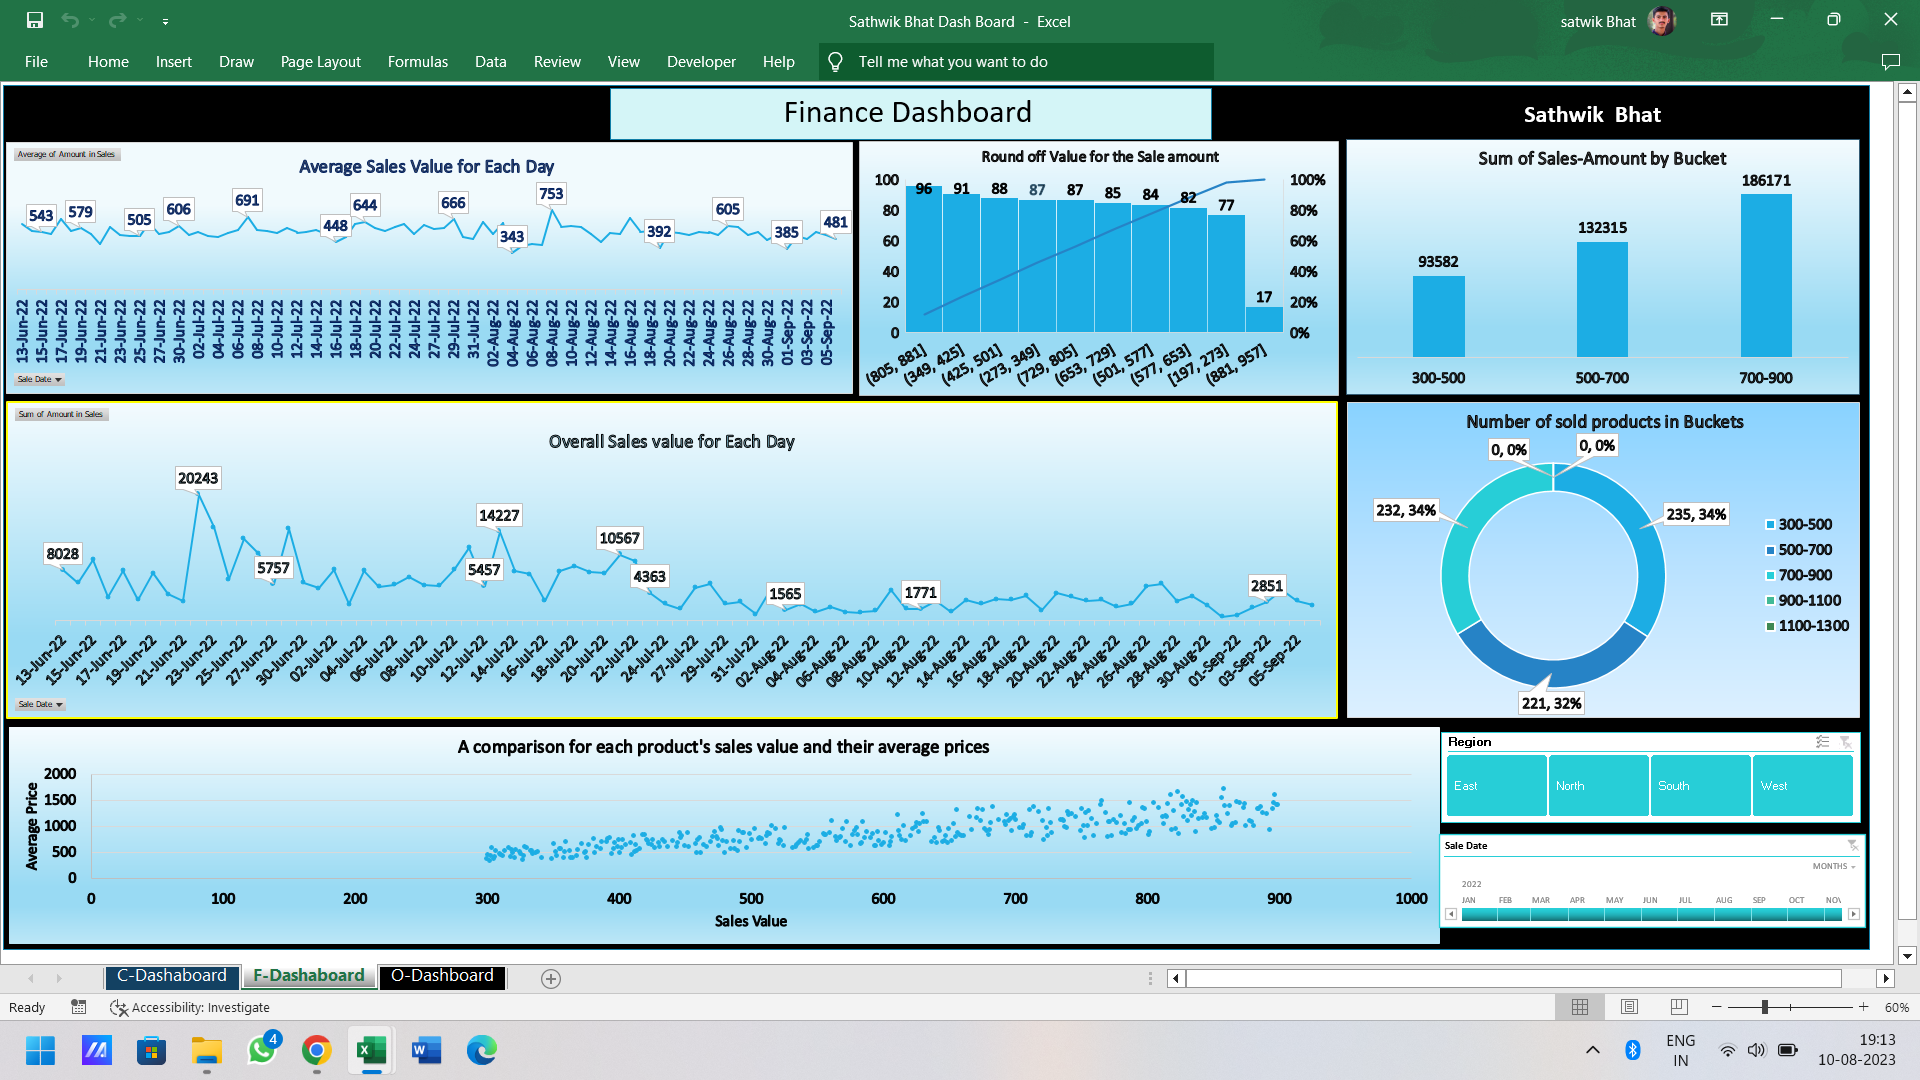 Sathwik Bhat Dash Board - Excel
satwik Bhat
File Home Insert Draw Page Layout Formulas Data Review View Developer Help Tell me what you want to do
Finance Dashboard
Sathwik Bhat
Average of Amount in Sales
Average Sales Value for Each Day
543 579 505 606 691 448 644 666 343 753 392 605 385 481
13-Jun-22 15-Jun-22 17-Jun-22 19-Jun-22 21-Jun-22 23-Jun-22 25-Jun-22 27-Jun-22 30-Jun-22 02-Jul-22 04-Jul-22 06-Jul-22 08-Jul-22 10-Jul-22 12-Jul-22 14-Jul-22 16-Jul-22 18-Jul-22 20-Jul-22 22-Jul-22 24-Jul-22 27-Jul-22 29-Jul-22 31-Jul-22 02-Aug-22 04-Aug-22 06-Aug-22 08-Aug-22 10-Aug-22 12-Aug-22 14-Aug-22 16-Aug-22 18-Aug-22 20-Aug-22 22-Aug-22 24-Aug-22 26-Aug-22 28-Aug-22 30-Aug-22 01-Sep-22 03-Sep-22 05-Sep-22
Sale Date
Round off Value for the Sale amount
100 80 60 40 20 0
96 91 88 87 87 85 84 82 77 17
100% 80% 60% 40% 20% 0%
(805, 881] (349, 425] (425, 501] (273, 349] (729, 805] (653, 729] (501, 577] (577, 653] [197, 273] (881, 957]
Sum of Sales-Amount by Bucket
93582 132315 186171
300-500 500-700 700-900
Sum of Amount in Sales
Overall Sales value for Each Day
8028 20243 5757 5457 14227 10567 4363 1565 1771 2851
13-Jun-22 15-Jun-22 17-Jun-22 19-Jun-22 21-Jun-22 23-Jun-22 25-Jun-22 27-Jun-22 30-Jun-22 02-Jul-22 04-Jul-22 06-Jul-22 08-Jul-22 10-Jul-22 12-Jul-22 14-Jul-22 16-Jul-22 18-Jul-22 20-Jul-22 22-Jul-22 24-Jul-22 27-Jul-22 29-Jul-22 31-Jul-22 02-Aug-22 04-Aug-22 06-Aug-22 08-Aug-22 10-Aug-22 12-Aug-22 14-Aug-22 16-Aug-22 18-Aug-22 20-Aug-22 22-Aug-22 24-Aug-22 26-Aug-22 28-Aug-22 30-Aug-22 01-Sep-22 03-Sep-22 05-Sep-22
Sale Date
Number of sold products in Buckets
0, 0% 0, 0%
232, 34% 235, 34%
221, 32%
300-500
500-700
700-900
900-1100
1100-1300
A comparison for each product's sales value and their average prices
Average Price
2000
1500
1000
500
0
0 100 200 300 400 500 600 700 800 900 1000
Sales Value
Region
East North South West
Sale Date
MONTHS
2022
JAN FEB MAR APR MAY JUN JUL AUG SEP OCT NOV
C-Dashaboard F-Dashaboard O-Dashboard
Ready Accessibility: Investigate 60%
4
ENG
IN
19:13
10-08-2023